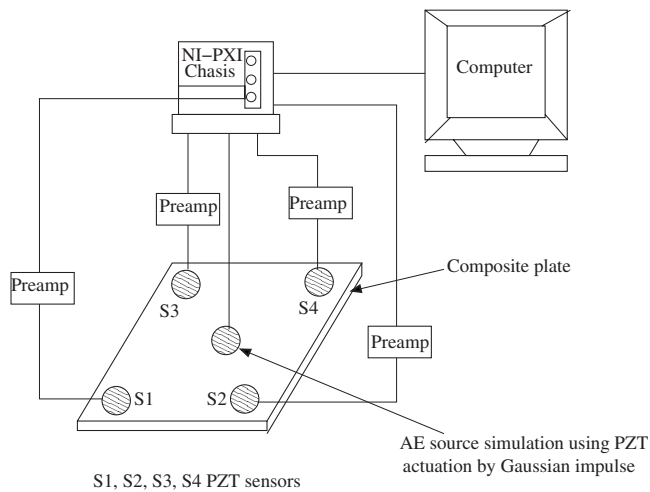 NI–PXI
Chasis
Computer
Preamp
Preamp
Preamp
Composite plate
S3
S4
Preamp
S1
S2
AE source simulation using PZT
actuation by Gaussian impulse
S1, S2, S3, S4 PZT sensors